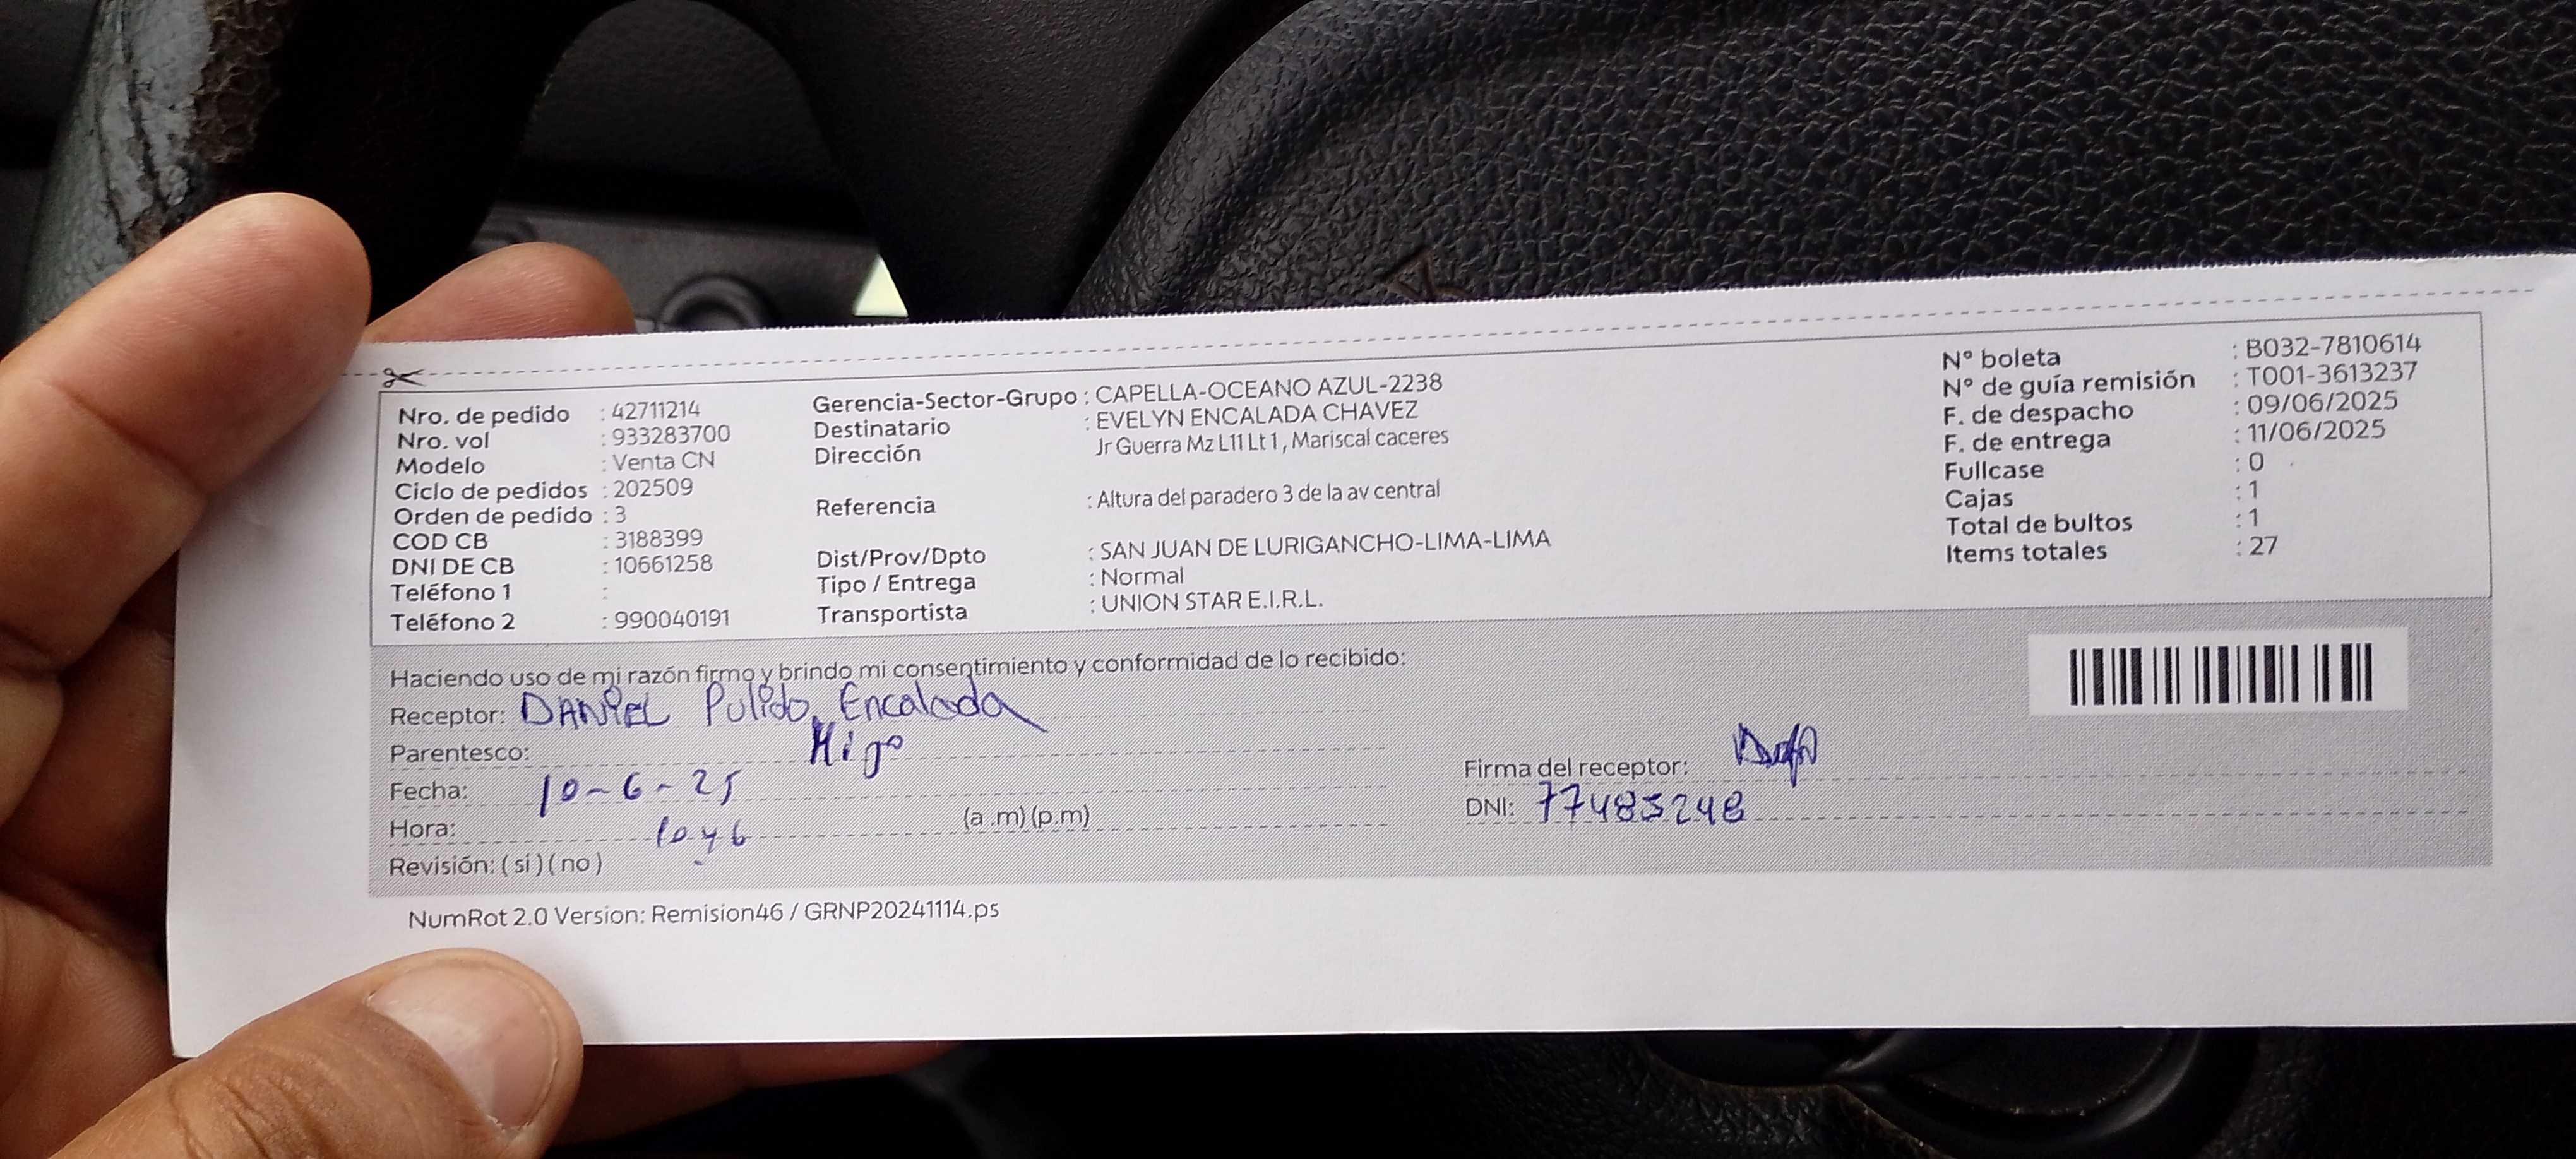 Nro. de pedido : 42711214
Nro. vol : 933283700
Modelo : Venta CN
Ciclo de pedidos : 202509
Orden de pedido : 3
COD CB : 3188399
DNI DE CB : 10661258
Teléfono 1 :
Teléfono 2 : 990040191
Gerencia-Sector-Grupo : CAPELLA-OCEANO AZUL-2238
Destinatario : EVELYN ENCALADA CHAVEZ
Dirección Jr Guerra Mz L11 Lt 1, Mariscal caceres
Referencia : Altura del paradero 3 de la av central
Dist/Prov/Dpto : SAN JUAN DE LURIGANCHO-LIMA-LIMA
Tipo / Entrega : Normal
Transportista : UNION STAR E.I.R.L.
N° boleta : B032-7810614
N° de guía remisión : T001-3613237
F. de despacho : 09/06/2025
F. de entrega : 11/06/2025
Fullcase : 0
Cajas : 1
Total de bultos : 1
Items totales : 27
Haciendo uso de mi razón firmo y brindo mi consentimiento y conformidad de lo recibido:
Receptor: DANIEL Pulido Encalada
Parentesco: Higo
Fecha: 10-6-25
Hora: 1046 (a .m) (p.m)
Revisión: ( si ) ( no )
Firma del receptor:
DNI: 77485248
NumRot 2.0 Version: Remision46 / GRNP20241114.ps